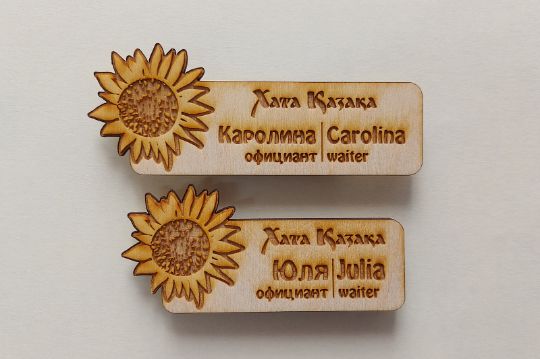 Хата Казака
Каролина|Carolina
официант|waiter
Хата Казака
Юля|Julia
официант|waiter